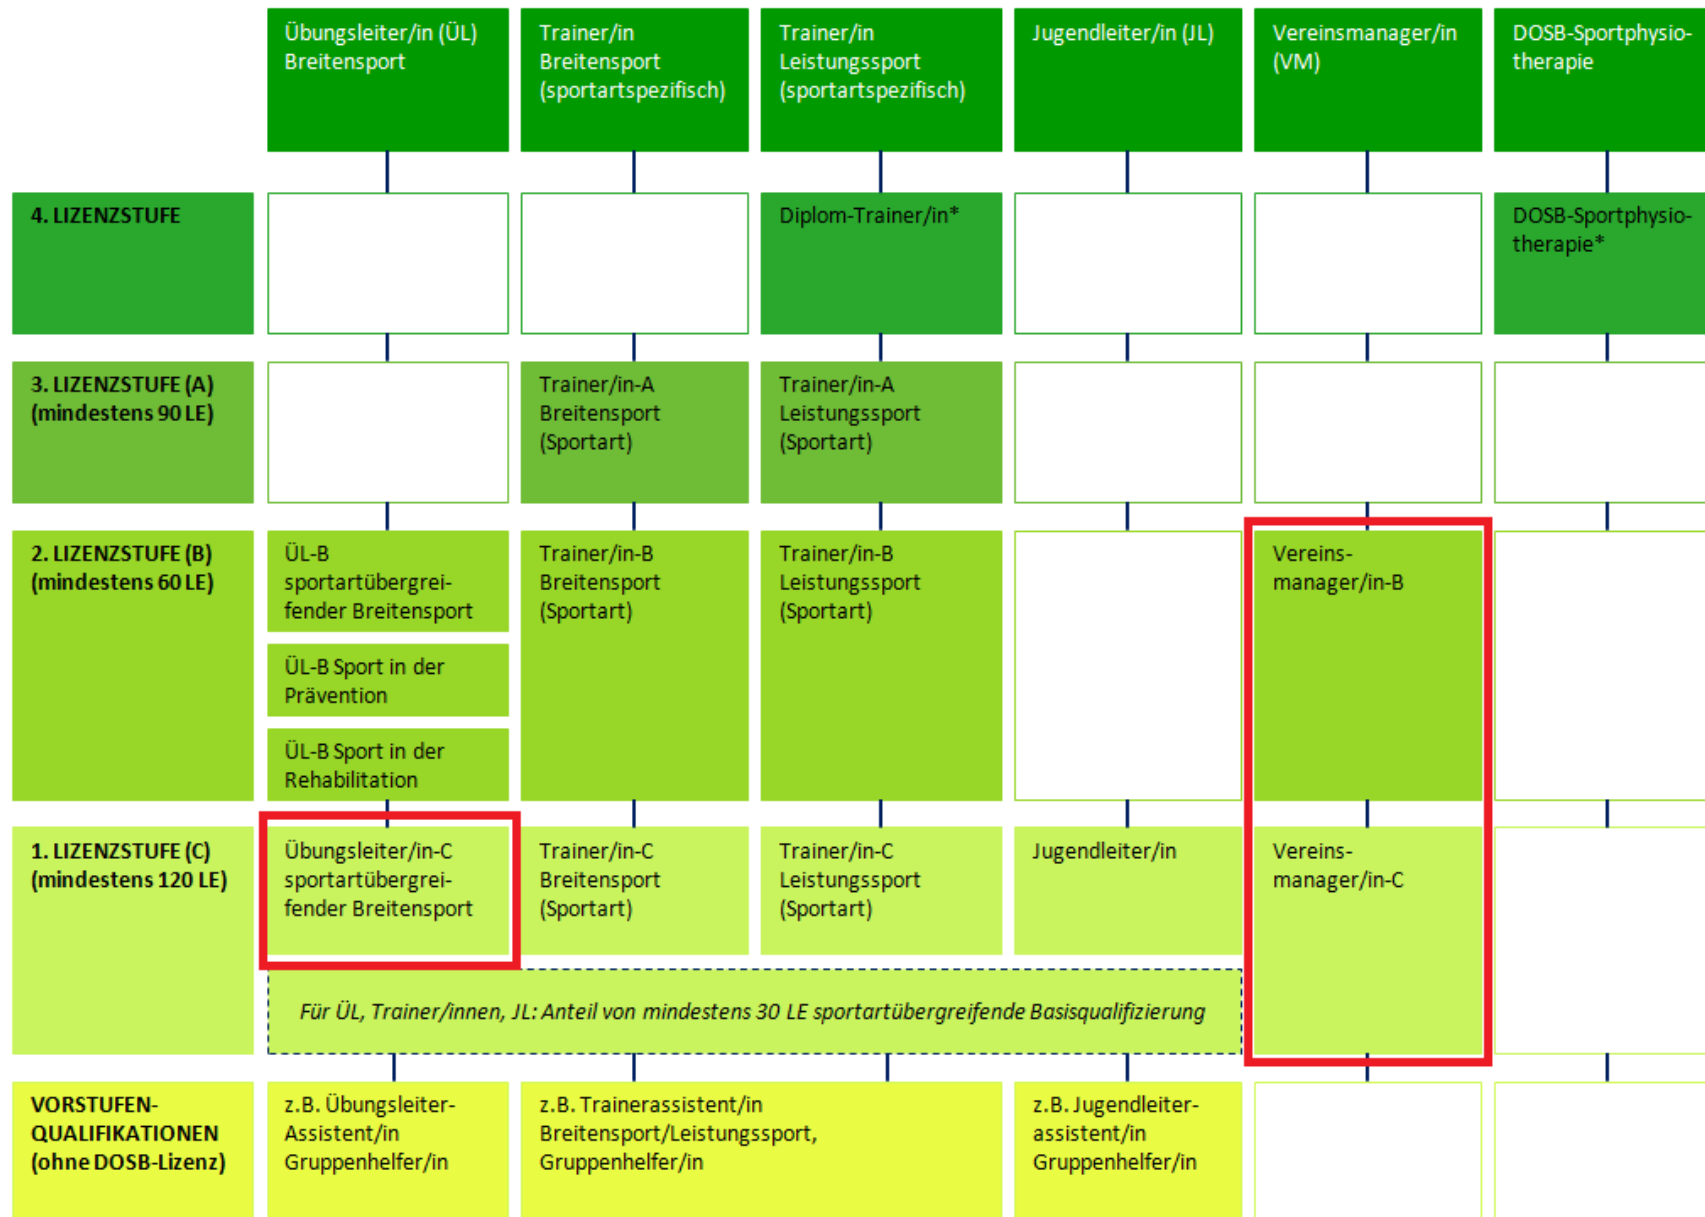 Übungsleiter/in (ÜL)
Breitensport
Trainer/in
Breitensport
(sportartspezifisch)
Trainer/in
Leistungssport
(sportartspezifisch)
Jugendleiter/in (JL)
Vereinsmanager/in
(VM)
DOSB-Sportphysio-
therapie
4. LIZENZSTUFE
Diplom-Trainer/in*
DOSB-Sportphysio-
therapie*
3. LIZENZSTUFE (A)
(mindestens 90 LE)
Trainer/in-A
Breitensport
(Sportart)
Trainer/in-A
Leistungssport
(Sportart)
2. LIZENZSTUFE (B)
(mindestens 60 LE)
ÜL-B
sportartübergrei-
fender Breitensport
ÜL-B Sport in der
Prävention
ÜL-B Sport in der
Rehabilitation
Trainer/in-B
Breitensport
(Sportart)
Trainer/in-B
Leistungssport
(Sportart)
Vereins-
manager/in-B
1. LIZENZSTUFE (C)
(mindestens 120 LE)
Übungsleiter/in-C
sportartübergrei-
fender Breitensport
Trainer/in-C
Breitensport
(Sportart)
Trainer/in-C
Leistungssport
(Sportart)
Jugendleiter/in
Vereins-
manager/in-C
Für ÜL, Trainer/innen, JL: Anteil von mindestens 30 LE sportartübergreifende Basisqualifizierung
VORSTUFEN-
QUALIFIKATIONEN
(ohne DOSB-Lizenz)
z.B. Übungsleiter-
Assistent/in
Gruppenhelfer/in
z.B. Trainerassistent/in
Breitensport/Leistungssport,
Gruppenhelfer/in
z.B. Jugendleiter-
assistent/in
Gruppenhelfer/in